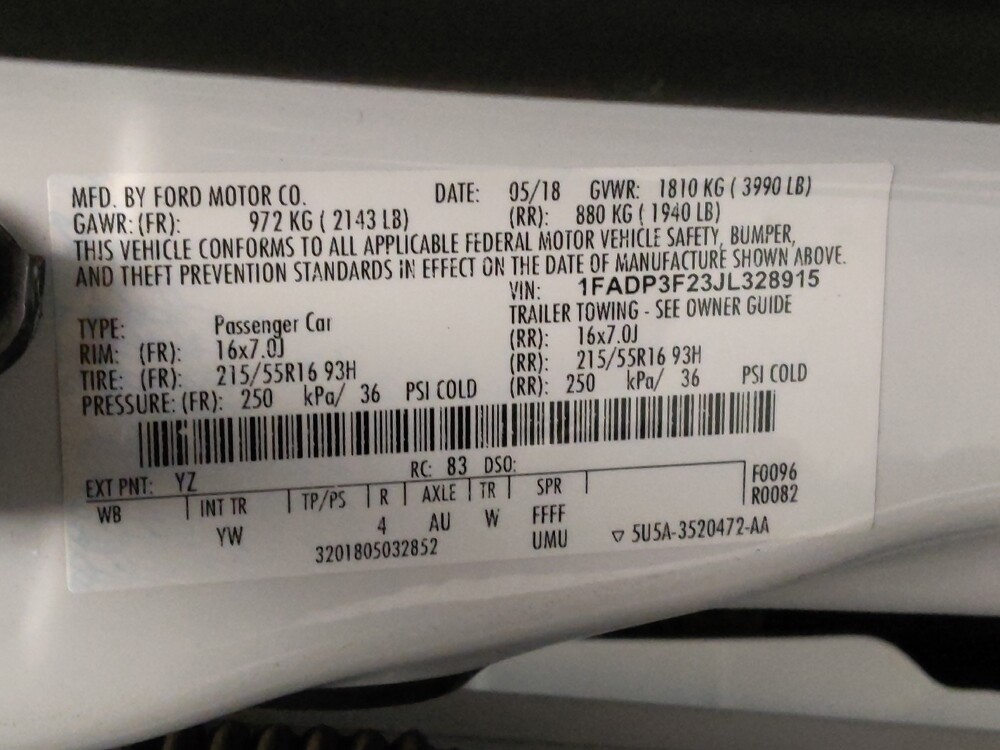 MFD. BY FORD MOTOR CO. DATE: 05/18 GVWR: 1810 KG ( 3990 LB)
GAWR: (FR): 972 KG ( 2143 LB) (RR): 880 KG ( 1940 LB)
THIS VEHICLE CONFORMS TO ALL APPLICABLE FEDERAL MOTOR VEHICLE SAFETY, BUMPER,
AND THEFT PREVENTION STANDARDS IN EFFECT ON THE DATE OF MANUFACTURE SHOWN ABOVE.
VIN: 1FADP3F23JL328915
TYPE: Passenger Car TRAILER TOWING - SEE OWNER GUIDE
RIM: (FR): 16x7.0J (RR): 16x7.0J
TIRE: (FR): 215/55R16 93H (RR): 215/55R16 93H
PRESSURE: (FR): 250 kPa/ 36 PSI COLD (RR): 250 kPa/ 36 PSI COLD
EXT PNT: YZ RC: 83 DSO: F0096
WB INT TR TP/PS R AXLE TR SPR R0082
YW 4 AU W FFFF
3201805032852 UMU ▽ 5U5A-3520472-AA